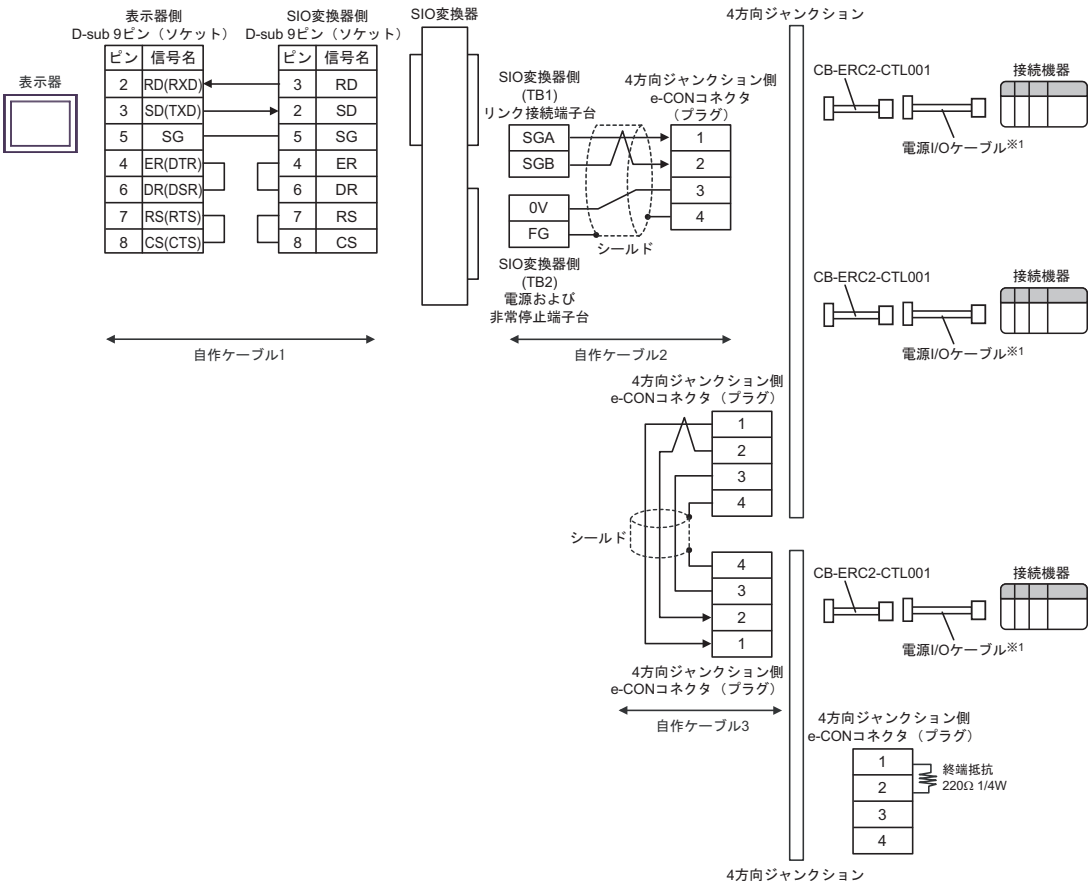 表示器
表示器側
D-sub 9ピン（ソケット）
ピン 信号名
2 RD(RXD)
3 SD(TXD)
5 SG
4 ER(DTR)
6 DR(DSR)
7 RS(RTS)
8 CS(CTS)
SIO変換器側
D-sub 9ピン（ソケット）
ピン 信号名
3 RD
2 SD
5 SG
4 ER
6 DR
7 RS
8 CS
自作ケーブル1
SIO変換器
SIO変換器側
(TB1)
リンク接続端子台
SGA
SGB
0V
FG
SIO変換器側
(TB2)
電源および
非常停止端子台
シールド
4方向ジャンクション側
e-CONコネクタ
（プラグ）
1
2
3
4
自作ケーブル2
4方向ジャンクション側
e-CONコネクタ（プラグ）
1
2
3
4
シールド
4
3
2
1
4方向ジャンクション側
e-CONコネクタ（プラグ）
自作ケーブル3
4方向ジャンクション
CB-ERC2-CTL001
接続機器
電源I/Oケーブル※1
CB-ERC2-CTL001
接続機器
電源I/Oケーブル※1
CB-ERC2-CTL001
接続機器
電源I/Oケーブル※1
4方向ジャンクション側
e-CONコネクタ（プラグ）
1
2
3
4
終端抵抗
220Ω 1/4W
4方向ジャンクション